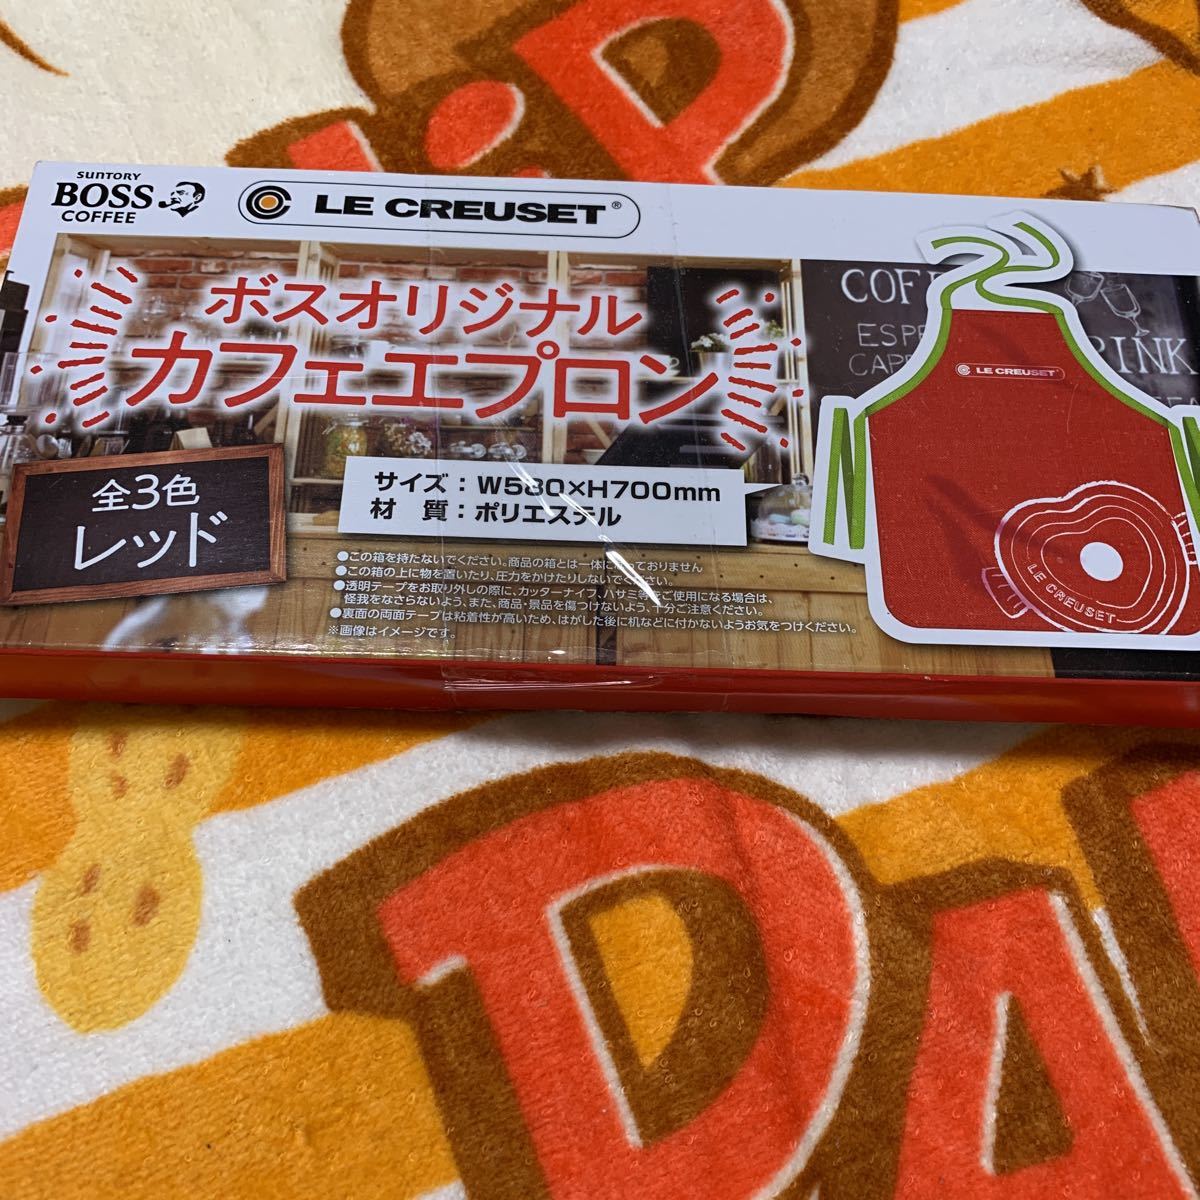 SUNTORY
BOSS
COFFEE
LE CREUSET®
ボスオリジナル
カフェエプロン
全3色
レッド
サイズ：W580×H700mm
材　質：ポリエステル
●この箱を持たないでください。商品の箱とは一体になっておりません
●この箱の上に物を置いたり、圧力をかけたりしないでください。
●透明テープをお取り外しの際に、カッターナイフ、ハサミ等をご使用になる場合は、
怪我をなさらないよう、また、商品・景品を傷つけないよう、十分ご注意ください。
●裏面の両面テープは粘着性が高いため、はがした後に机などに付かないようお気をつけください。
※画像はイメージです。
LE CREUSET
LE CREUSET